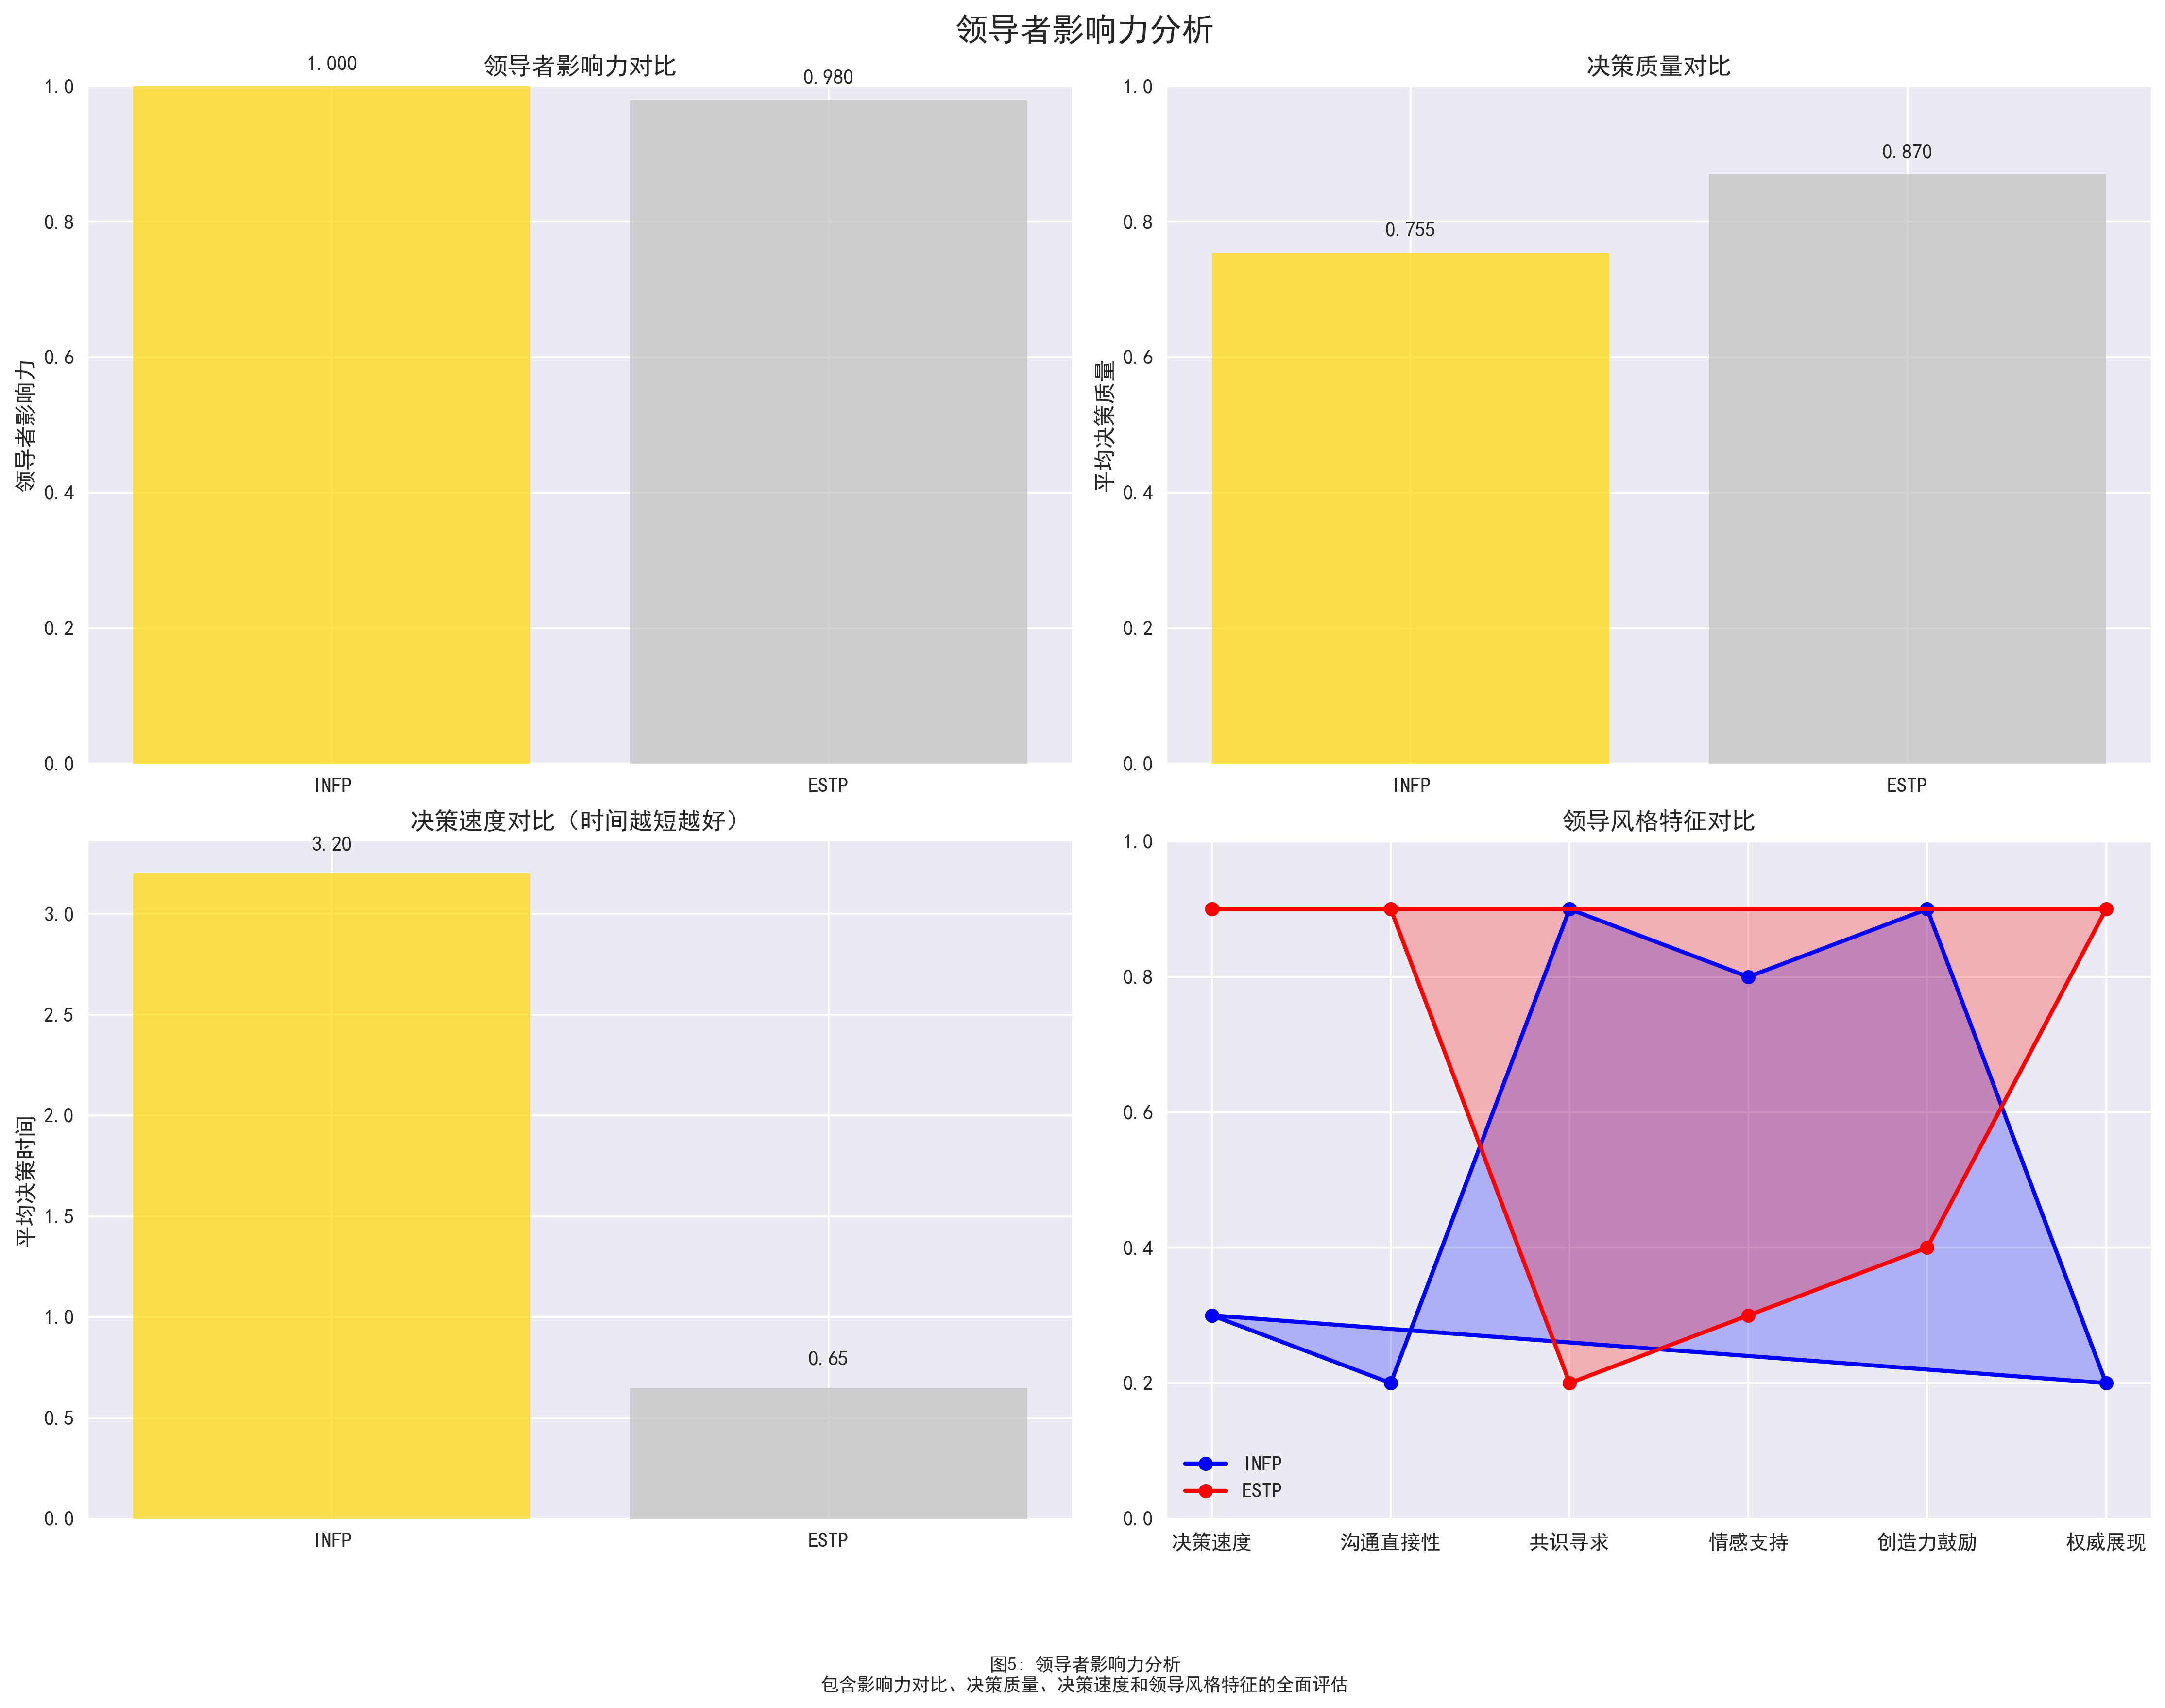 领导者影响力分析
领导者影响力对比
1.000
0.980
1.0
0.8
0.6
0.4
0.2
0.0
领导者影响力
INFP
ESTP
决策质量对比
0.755
0.870
1.0
0.8
0.6
0.4
0.2
0.0
平均决策质量
INFP
ESTP
决策速度对比（时间越短越好）
3.20
0.65
3.0
2.5
2.0
1.5
1.0
0.5
0.0
平均决策时间
INFP
ESTP
领导风格特征对比
1.0
0.8
0.6
0.4
0.2
0.0
INFP
ESTP
决策速度
沟通直接性
共识寻求
情感支持
创造力鼓励
权威展现
图5: 领导者影响力分析
包含影响力对比、决策质量、决策速度和领导风格特征的全面评估